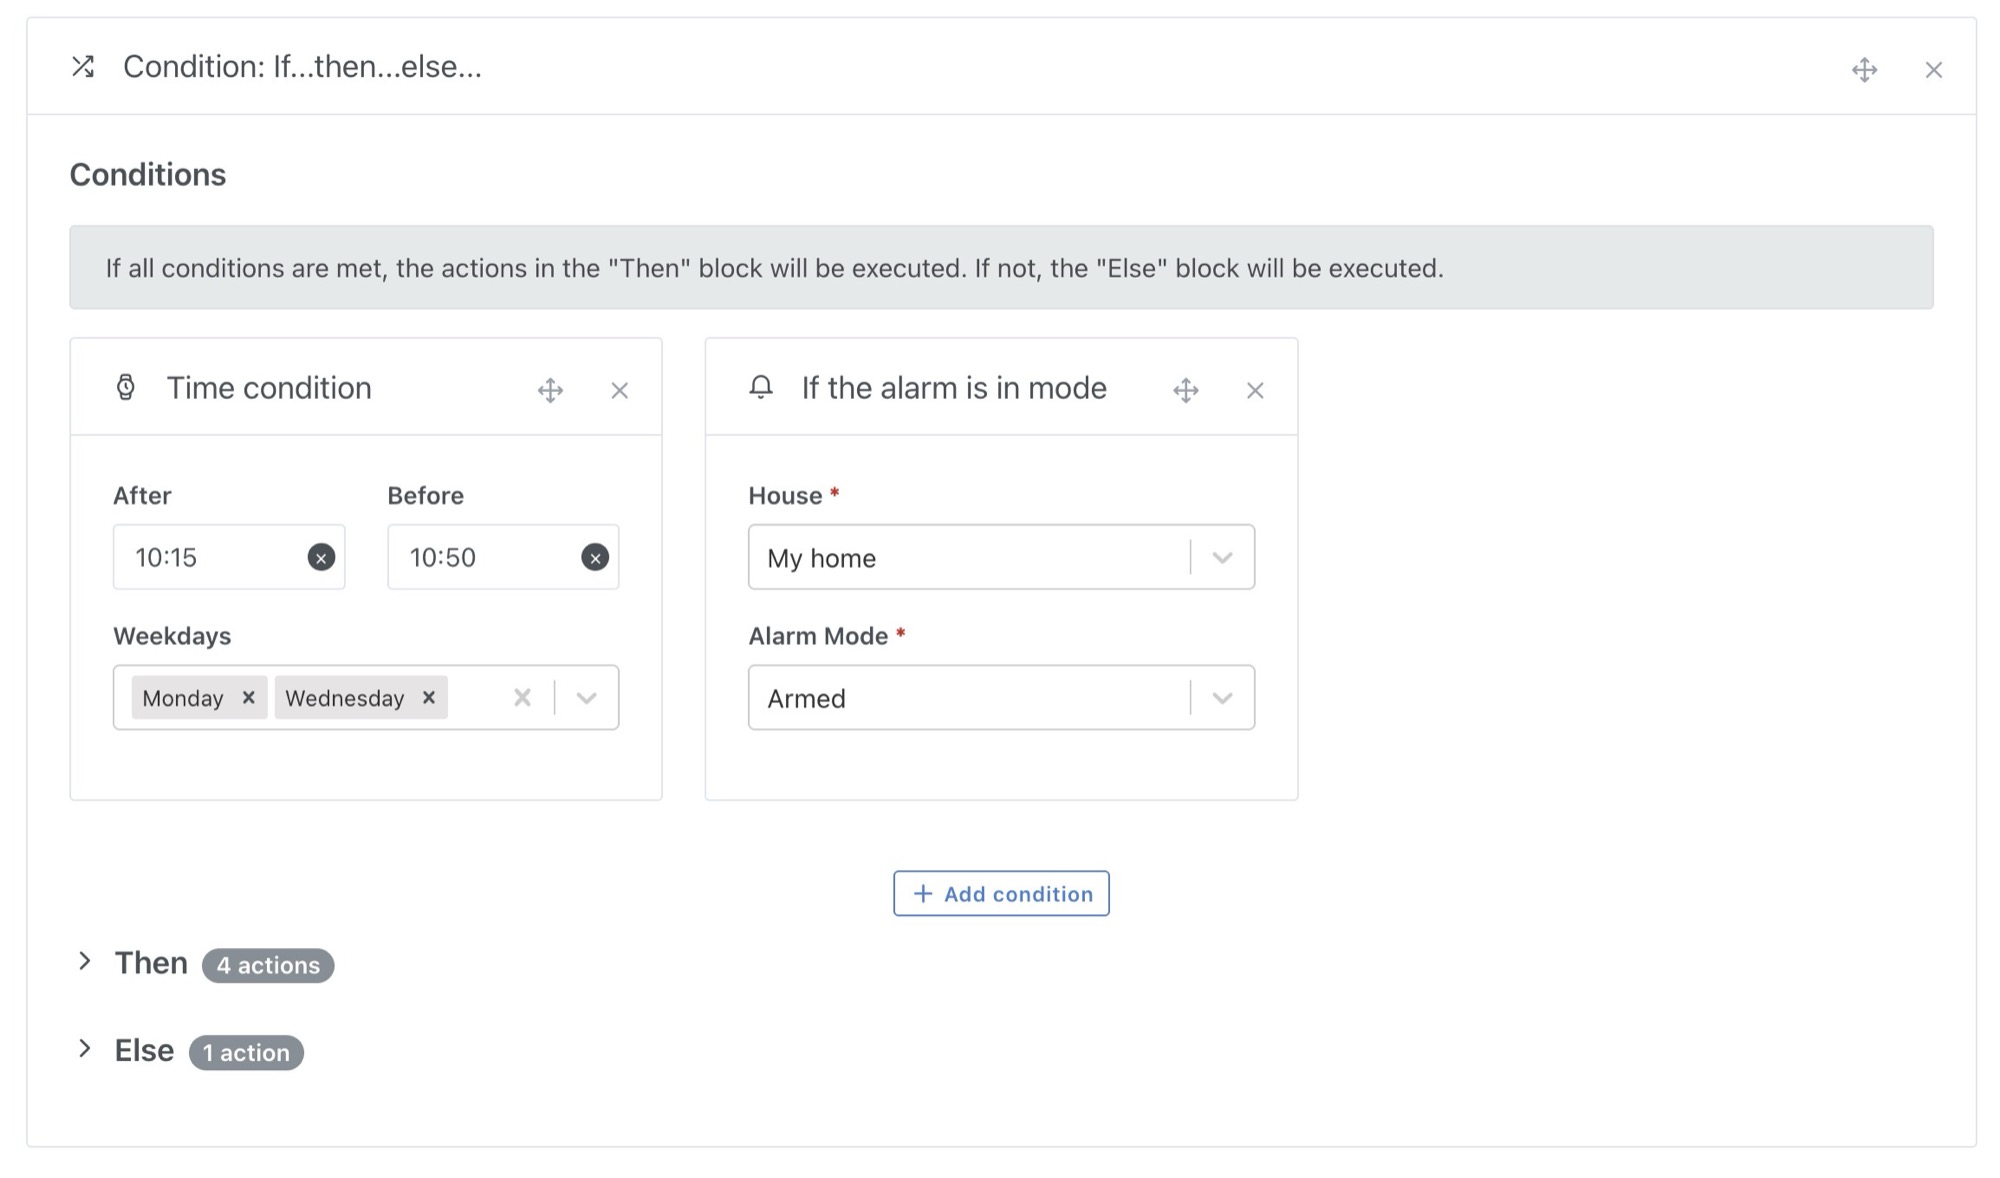 Condition: If...then...else...
Conditions
If all conditions are met, the actions in the "Then" block will be executed. If not, the "Else" block will be executed.
Time condition
After Before
10:15 10:50
Weekdays
Monday Wednesday
If the alarm is in mode
House *
My home
Alarm Mode *
Armed
+ Add condition
Then 4 actions
Else 1 action